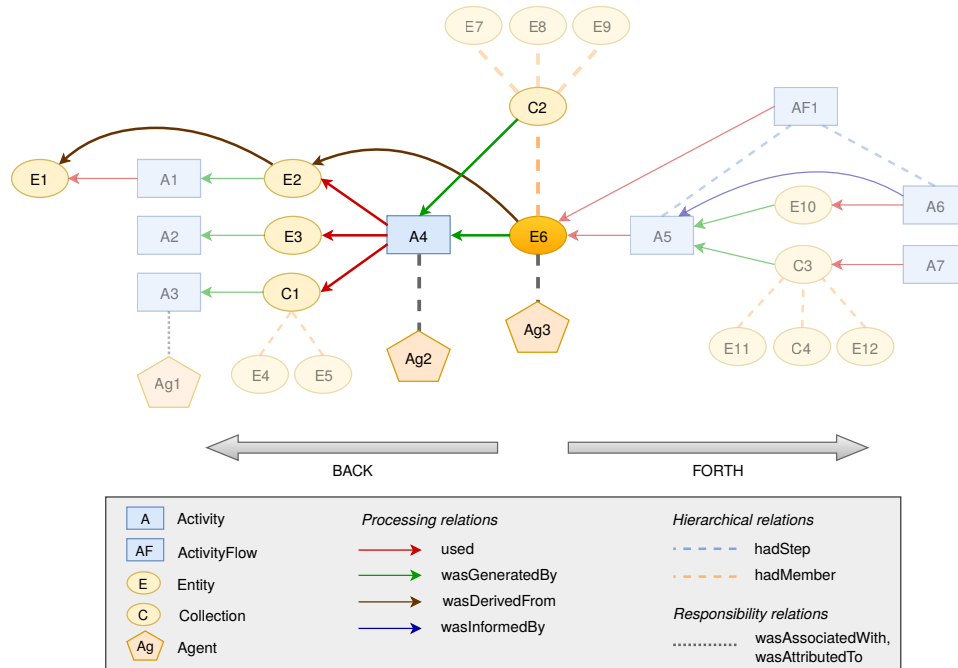 E7 E8 E9
C2 AF1
E1 A1 E2 E10 A6
A2 E3 A4 E6 A5
A3 C1 C3 A7
Ag1 E4 E5 Ag2 Ag3 E11 C4 E12
BACK FORTH
A Activity
AF ActivityFlow
E Entity
C Collection
Ag Agent
Processing relations
used
wasGeneratedBy
wasDerivedFrom
wasInformedBy
Hierarchical relations
hadStep
hadMember
Responsibility relations
wasAssociatedWith,
wasAttributedTo